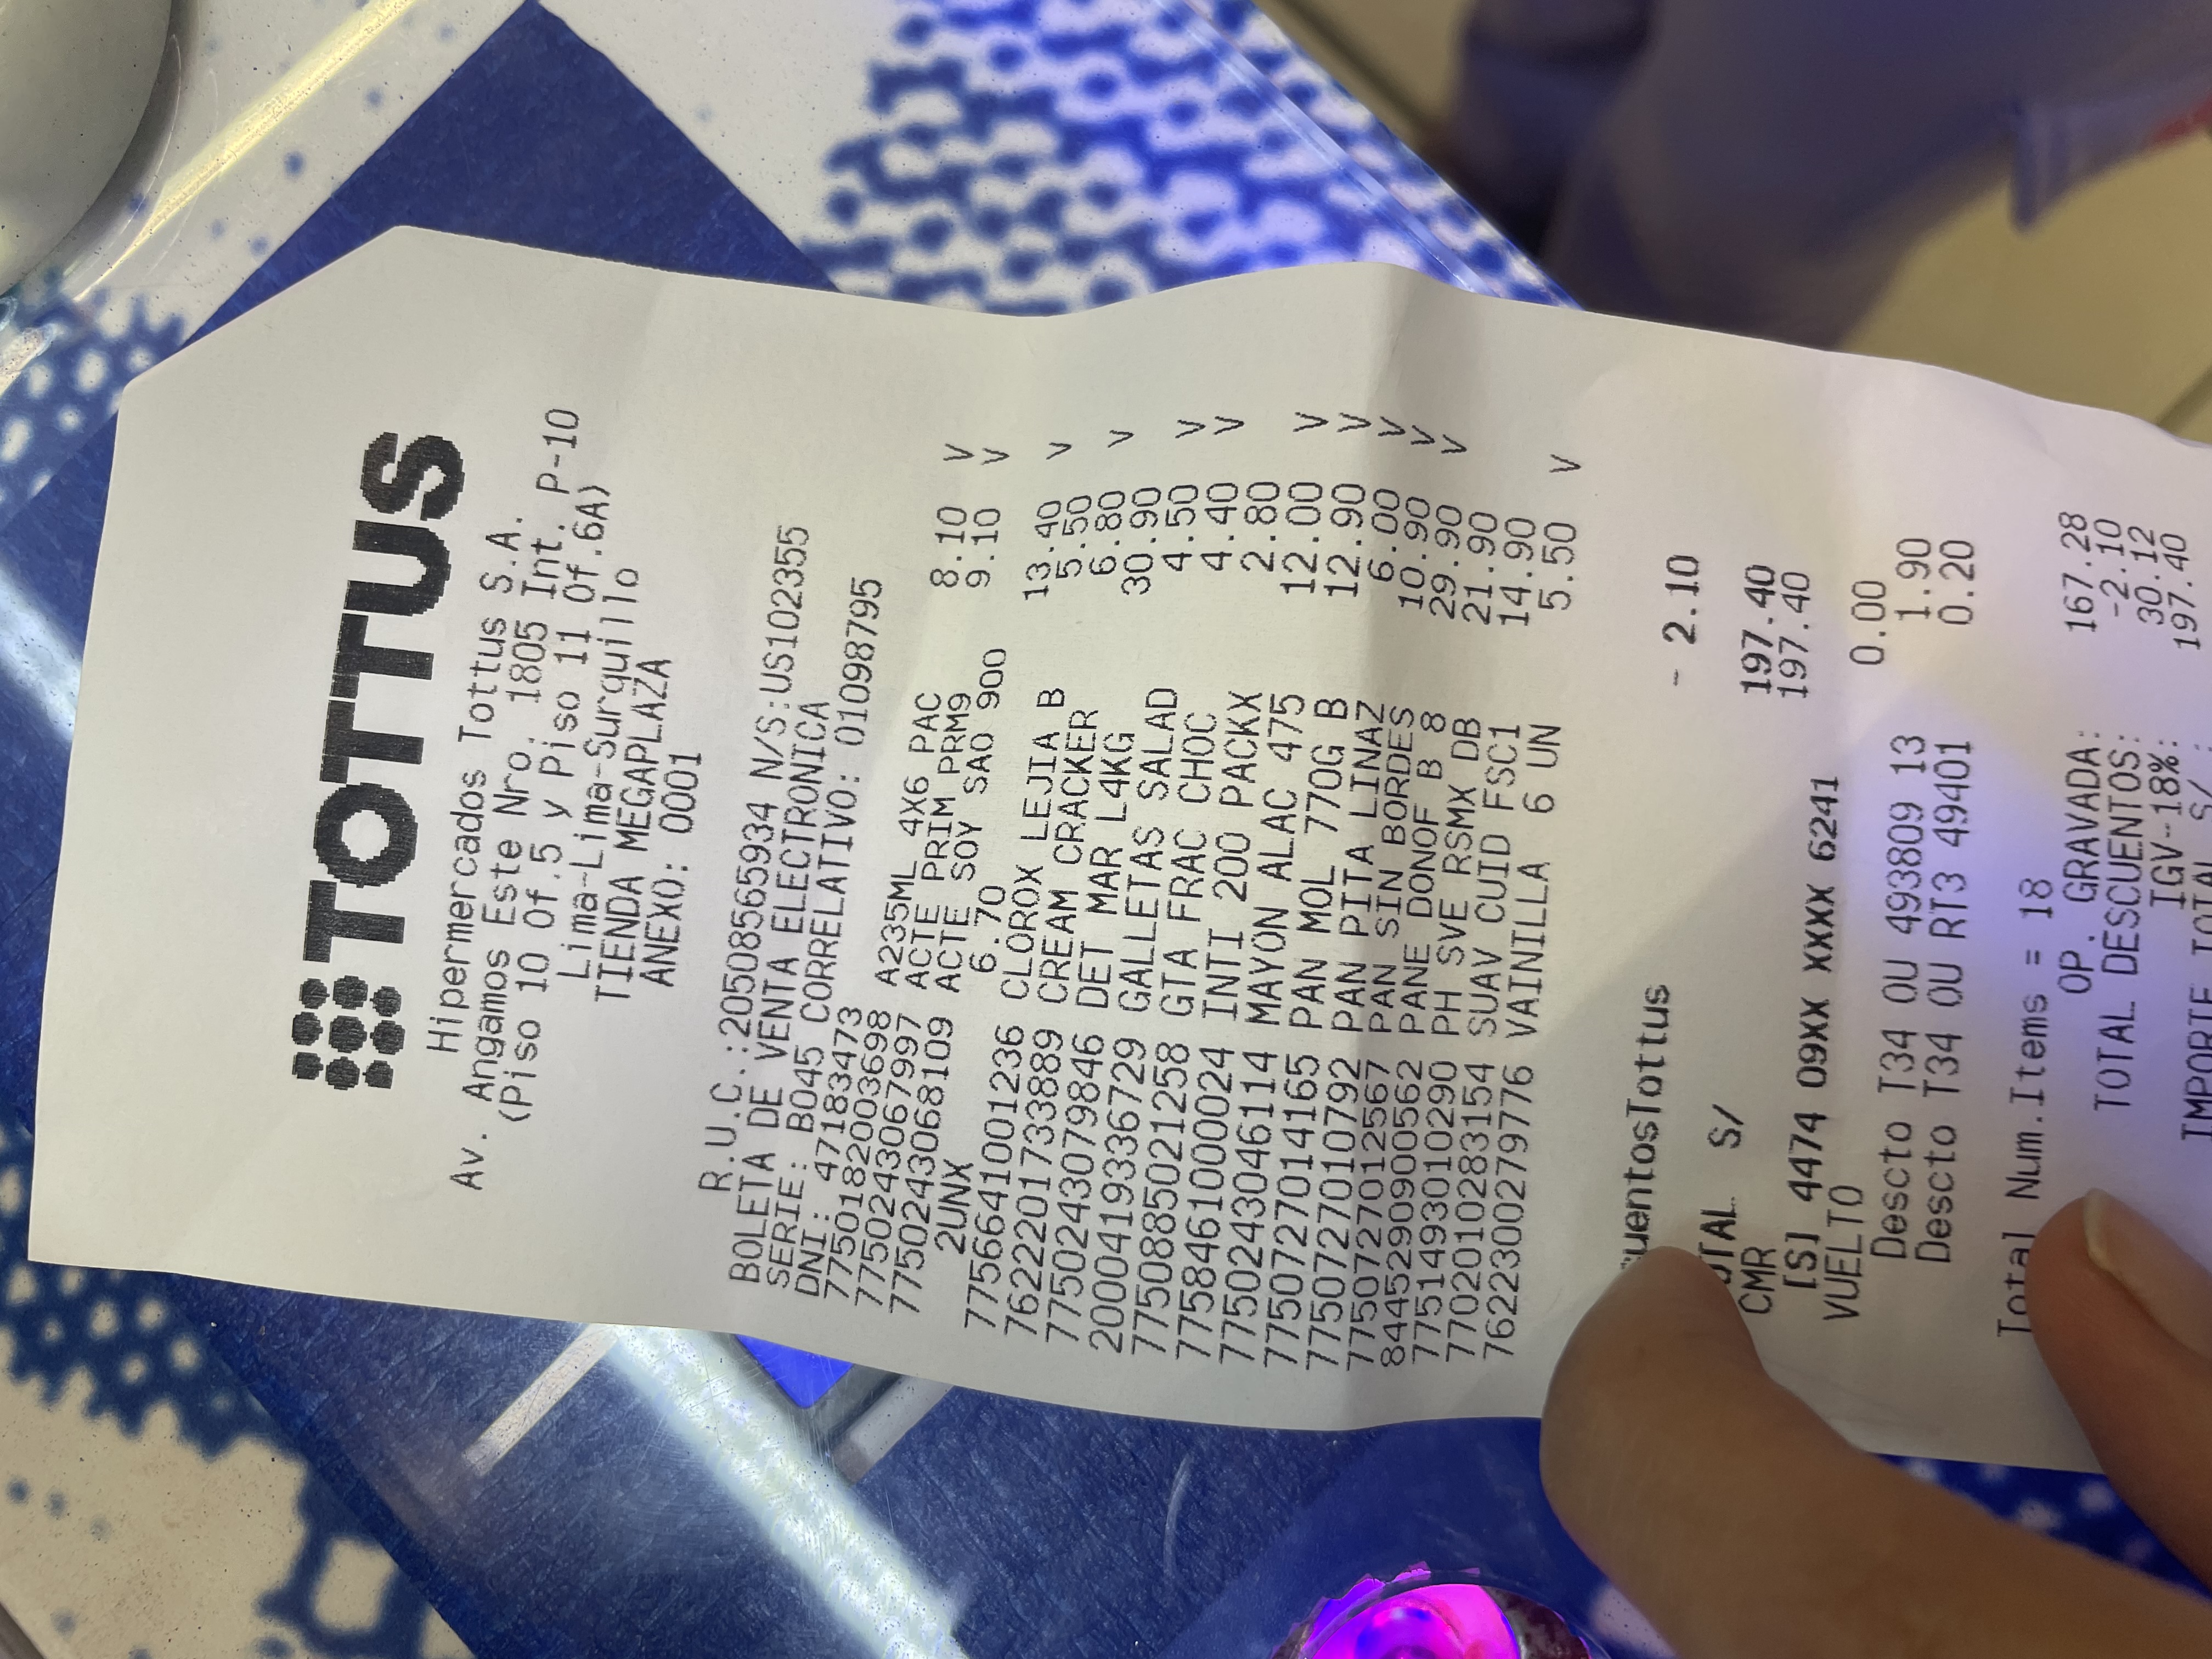 TOTTUS
Hipermercados Tottus S.A.
Av. Angamos Este Nro. 1805 Int. P-10
(Piso 10 Of.5 y Piso 11 Of.6A)
Lima-Lima-Surquillo
TIENDA MEGAPLAZA
ANEXO: 0001
R.U.C.:20508565934 N/S:US102355
BOLETA DE VENTA ELECTRONICA
SERIE: B045 CORRELATIVO: 01098795
DNI: 47183473
7750182003698 A235ML 4X6 PAC 8.10 V
7750243067997 ACTE PRIM PRM9 9.10 V
7750243068109 ACTE SOY SAO 900
2UNX 6.70 13.40 V
7756641001236 CLOROX LEJIA B 5.50
7622201733889 CREAM CRACKER 6.80 V
7750243079846 DET MAR L4KG 30.90
2000419336729 GALLETAS SALAD 4.50 V
7750885021258 GTA FRAC CHOC 4.40 V
7758461000024 INTI 200 PACKX 2.80
7750243046114 MAYON ALAC 475 12.00 V
7750727014165 PAN MOL 770G B 12.90 V
7750727010792 PAN PITA LINAZ 6.00 V
7750727012567 PAN SIN BORDES 10.90 V
8445290900562 PANE DONOF B 8 29.90 V
7751493010290 PH SVE RSMX DB 21.90
7702010283154 SUAV CUID FSC1 14.90
7622300279776 VAINILLA 6 UN 5.50 V
cuentosTottus - 2.10
OTAL S/ 197.40
CMR 197.40
[S] 4474 09XX XXXX 6241
VUELTO 0.00
Descto T34 OU 493809 13 1.90
Descto T34 OU RT3 49401 0.20
Total Num.Items = 18
OP. GRAVADA: 167.28
TOTAL DESCUENTOS: -2.10
IGV-18%: 30.12
IMPORTE TOTAL S/ : 197.40